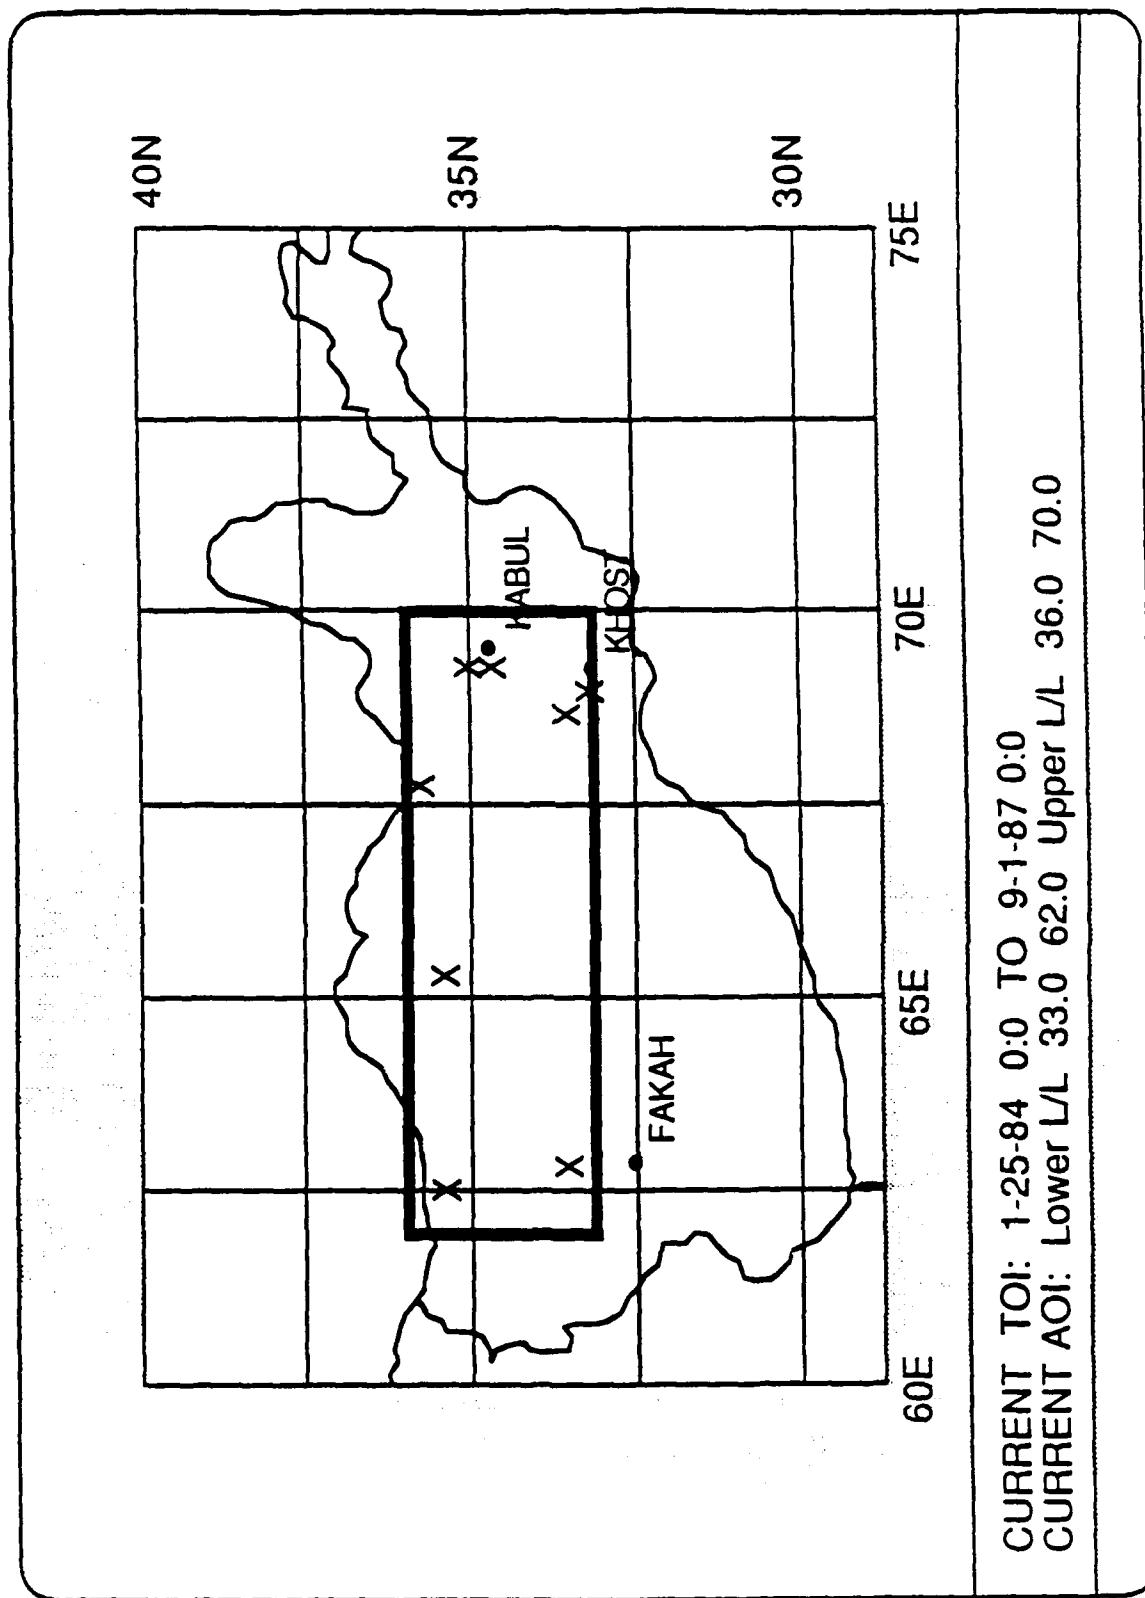 40N
35N
30N
75E
70E
65E
60E
KABUL
KHOST
FAKAH
CURRENT TOI: 1-25-84 0:0 TO 9-1-87 0:0
CURRENT AOI: Lower L/L 33.0 62.0 Upper L/L 36.0 70.0